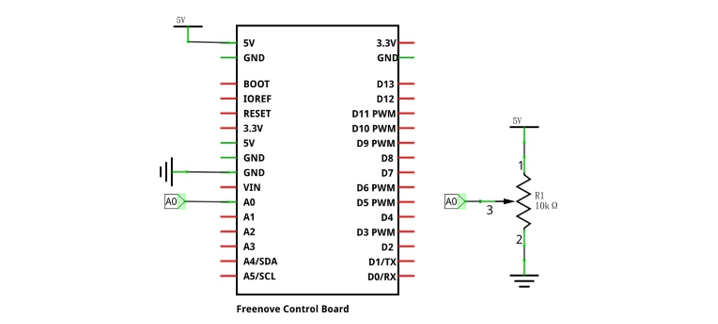 5V
5V
GND
BOOT
IOREF
RESET
3.3V
5V
GND
GND
VIN
A0
A0
A1
A2
A3
A4/SDA
A5/SCL
3.3V
GND
D13
D12
D11 PWM
D10 PWM
D9 PWM
D8
D7
D6 PWM
D5 PWM
D4
D3 PWM
D2
D1/TX
D0/RX
Freenove Control Board
5V
1
R1
10kΩ
A0
3
2